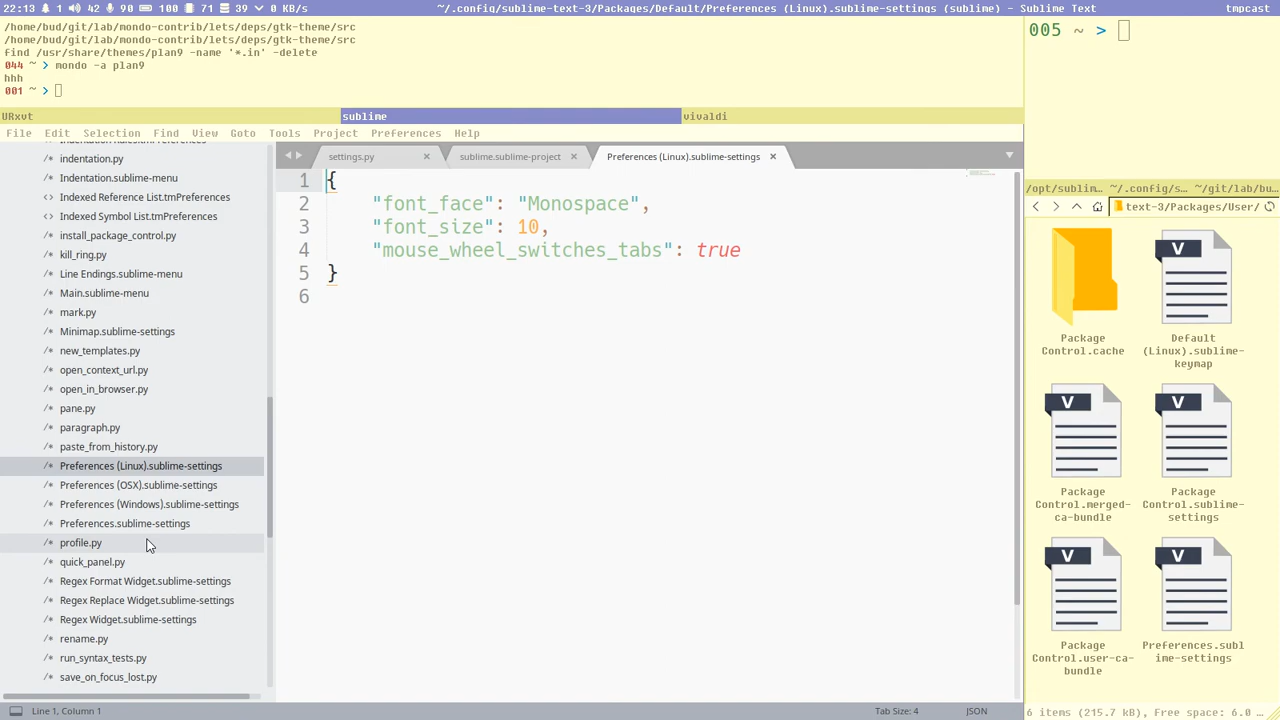 22:13 1 42 90 100 71 39 0 KB/s
~/.config/sublime-text-3/Packages/Default/Preferences (Linux).sublime-settings (sublime) - Sublime Text
tmpcast
/home/bud/git/lab/mondo-contrib/lets/deps/gtk-theme/src
/home/bud/git/lab/mondo-contrib/lets/deps/gtk-theme/src
find /usr/share/themes/plan9 -name '*.in' -delete
044 ~ > mondo -a plan9
hhh
001 ~ >
005 ~ >
URxvt sublime vivaldi
File Edit Selection Find View Goto Tools Project Preferences Help
Indentation Rules.tmPreferences
/* indentation.py
/* Indentation.sublime-menu
<> Indexed Reference List.tmPreferences
<> Indexed Symbol List.tmPreferences
/* install_package_control.py
/* kill_ring.py
/* Line Endings.sublime-menu
/* Main.sublime-menu
/* mark.py
/* Minimap.sublime-settings
/* new_templates.py
/* open_context_url.py
/* open_in_browser.py
/* pane.py
/* paragraph.py
/* paste_from_history.py
/* Preferences (Linux).sublime-settings
/* Preferences (OSX).sublime-settings
/* Preferences (Windows).sublime-settings
/* Preferences.sublime-settings
/* profile.py
/* quick_panel.py
/* Regex Format Widget.sublime-settings
/* Regex Replace Widget.sublime-settings
/* Regex Widget.sublime-settings
/* rename.py
/* run_syntax_tests.py
/* save_on_focus_lost.py
settings.py × sublime.sublime-project × Preferences (Linux).sublime-settings ×
1 {
2 "font_face": "Monospace",
3 "font_size": 10,
4 "mouse_wheel_switches_tabs": true
5 }
6
/opt/sublim… ~/.config/s… ~/git/lab/bu…
text-3/Packages/User/
Package
Control.cache
V
Default
(Linux).sublime-
keymap
V
Package
Control.merged-
ca-bundle
V
Package
Control.sublime-
settings
V
Package
Control.user-ca-
bundle
V
Preferences.subl
ime-settings
6 items (215.7 kB), Free space: 6.0 …
Line 1, Column 1
Tab Size: 4
JSON